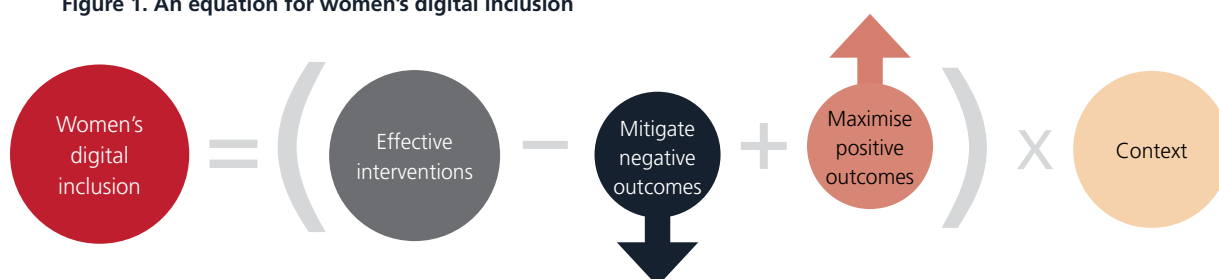 Figure 1. An equation for women's digital inclusion
Women's
digital
inclusion
=
(
Effective
interventions
−
Mitigate
negative
outcomes
+
Maximise
positive
outcomes
)
x
Context